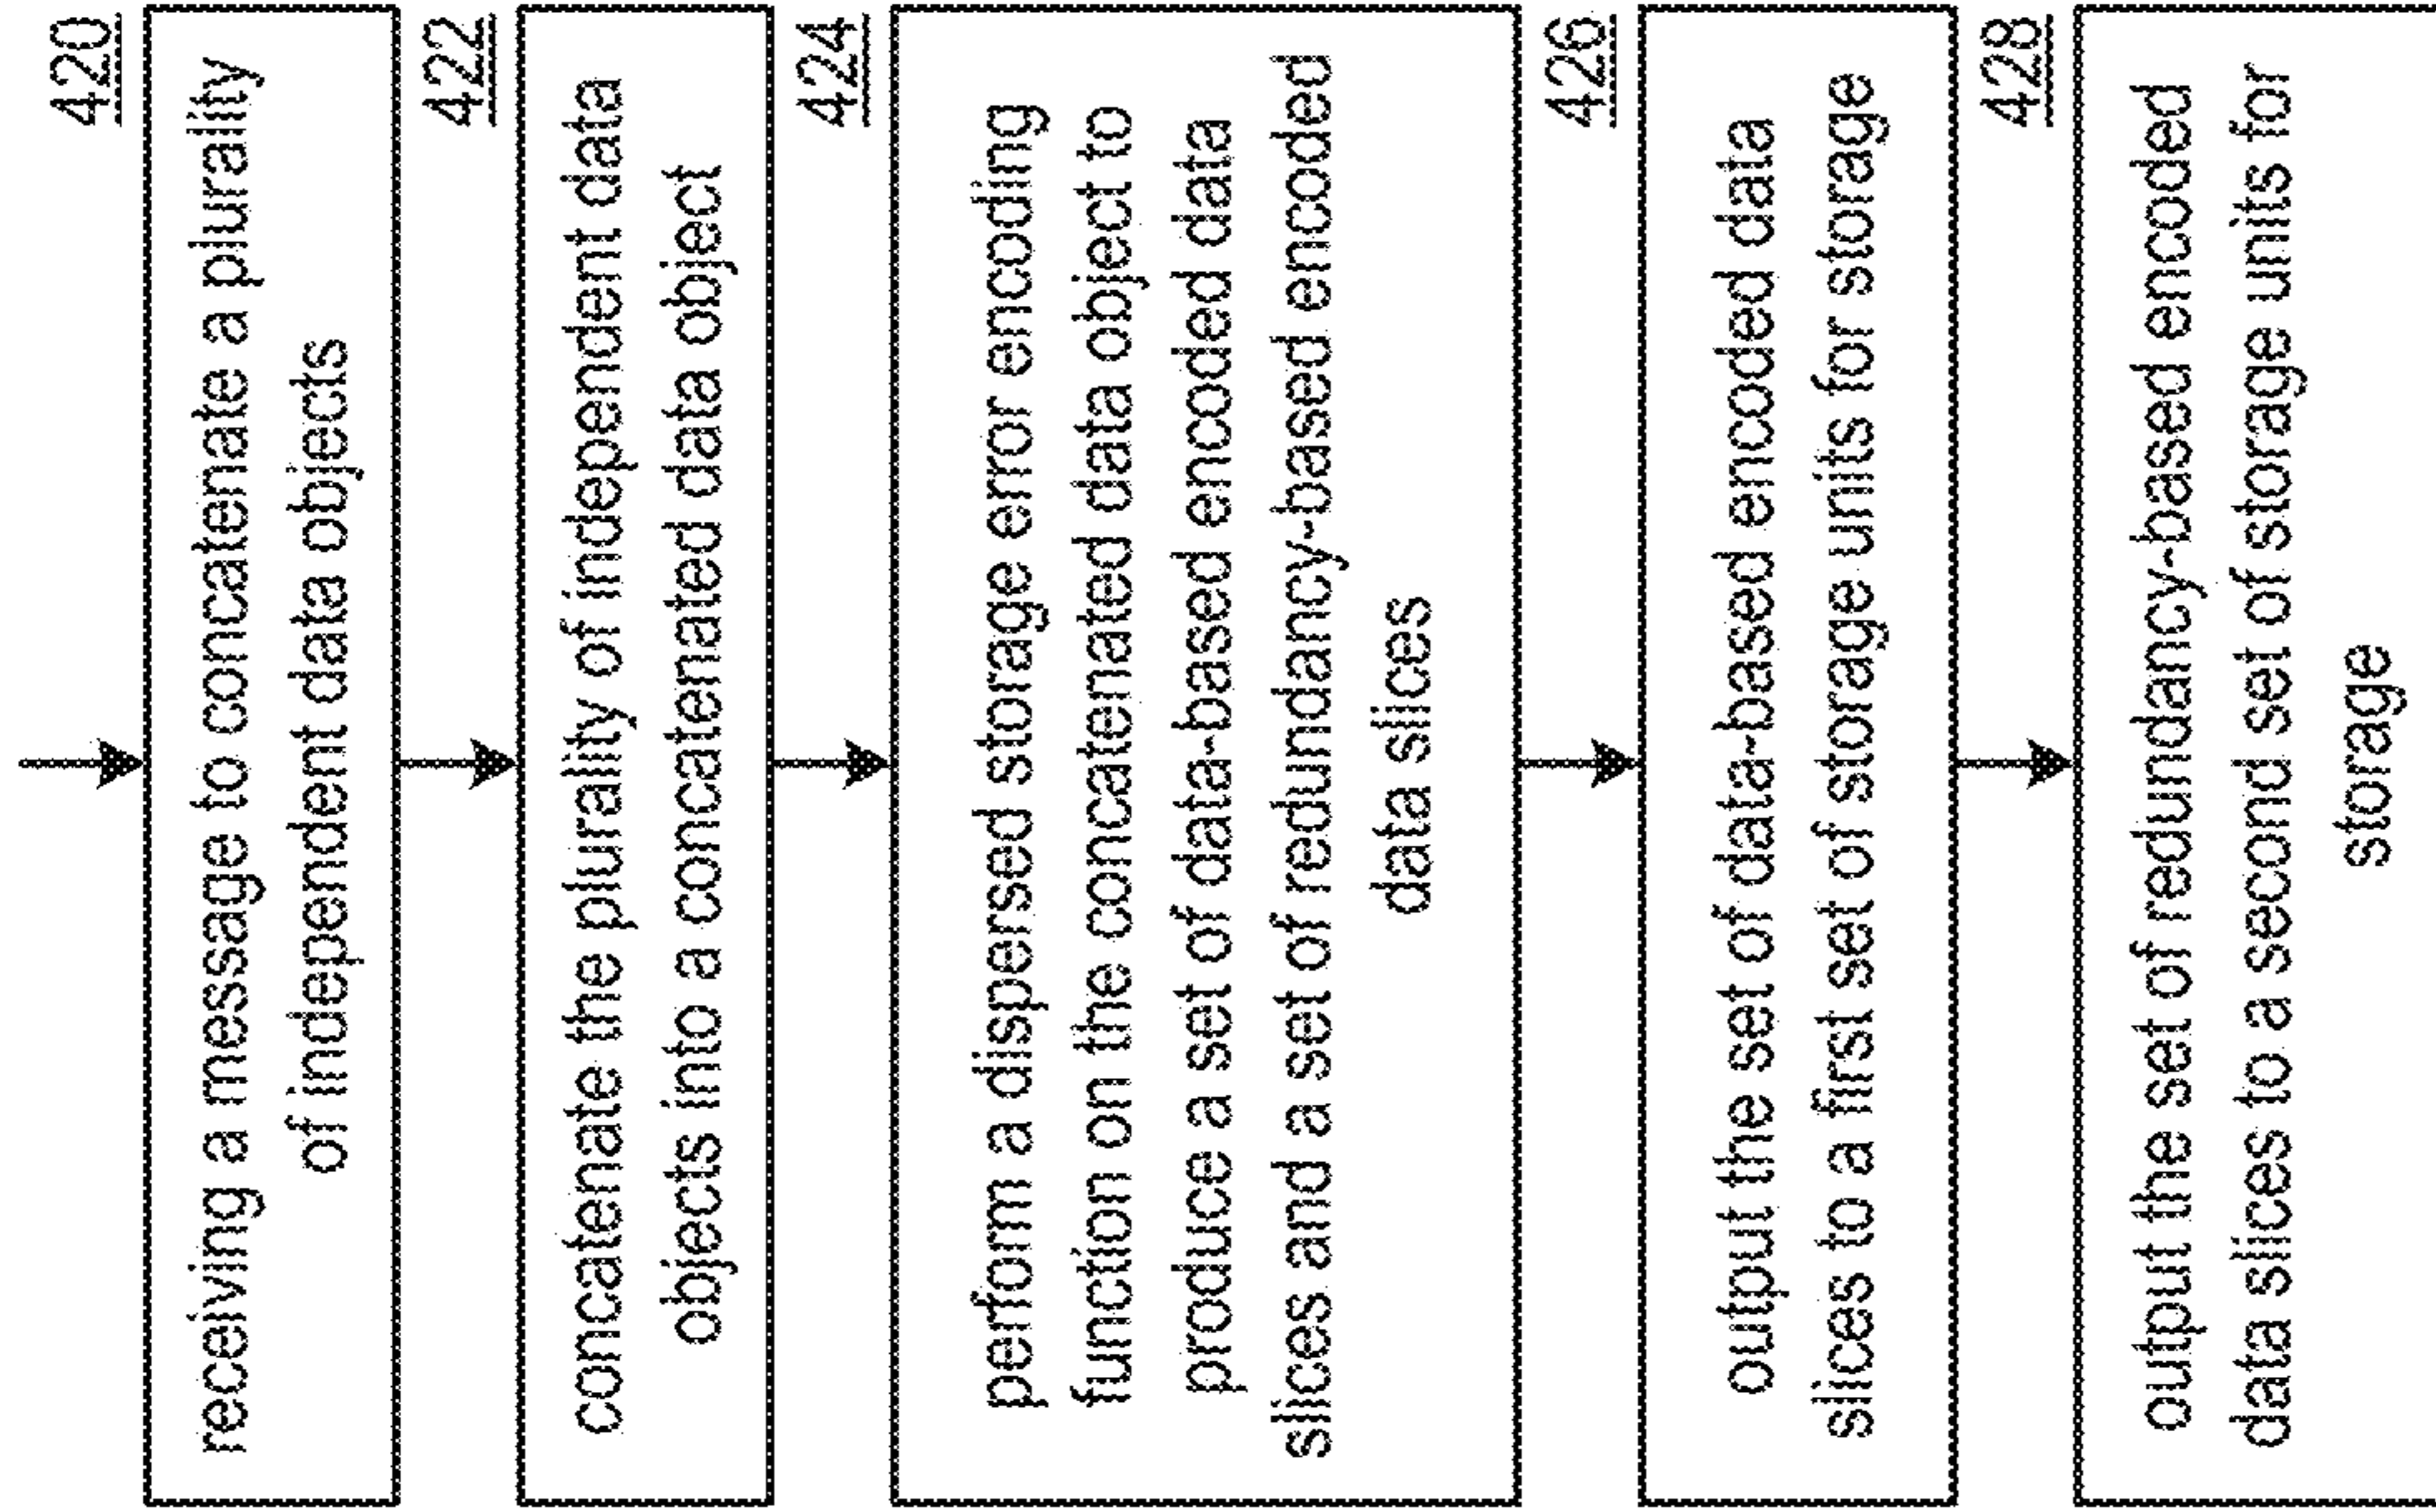 420
receiving a message to concatenate a plurality
of independent data objects
422
concatenate the plurality of independent data
objects into a concatenated data object
424
perform a dispersed storage error encoding
function on the concatenated data object to
produce a set of data-based encoded data
slices and a set of redundancy-based encoded
data slices
426
output the set of data-based encoded data
slices to a first set of storage units for storage
428
output the set of redundancy-based encoded
data slices to a second set of storage units for
storage